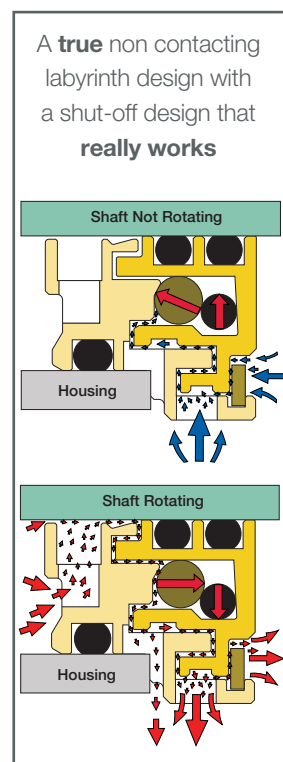 A true non contacting
labyrinth design with
a shut-off design that
really works
Shaft Not Rotating
Housing
Shaft Rotating
Housing